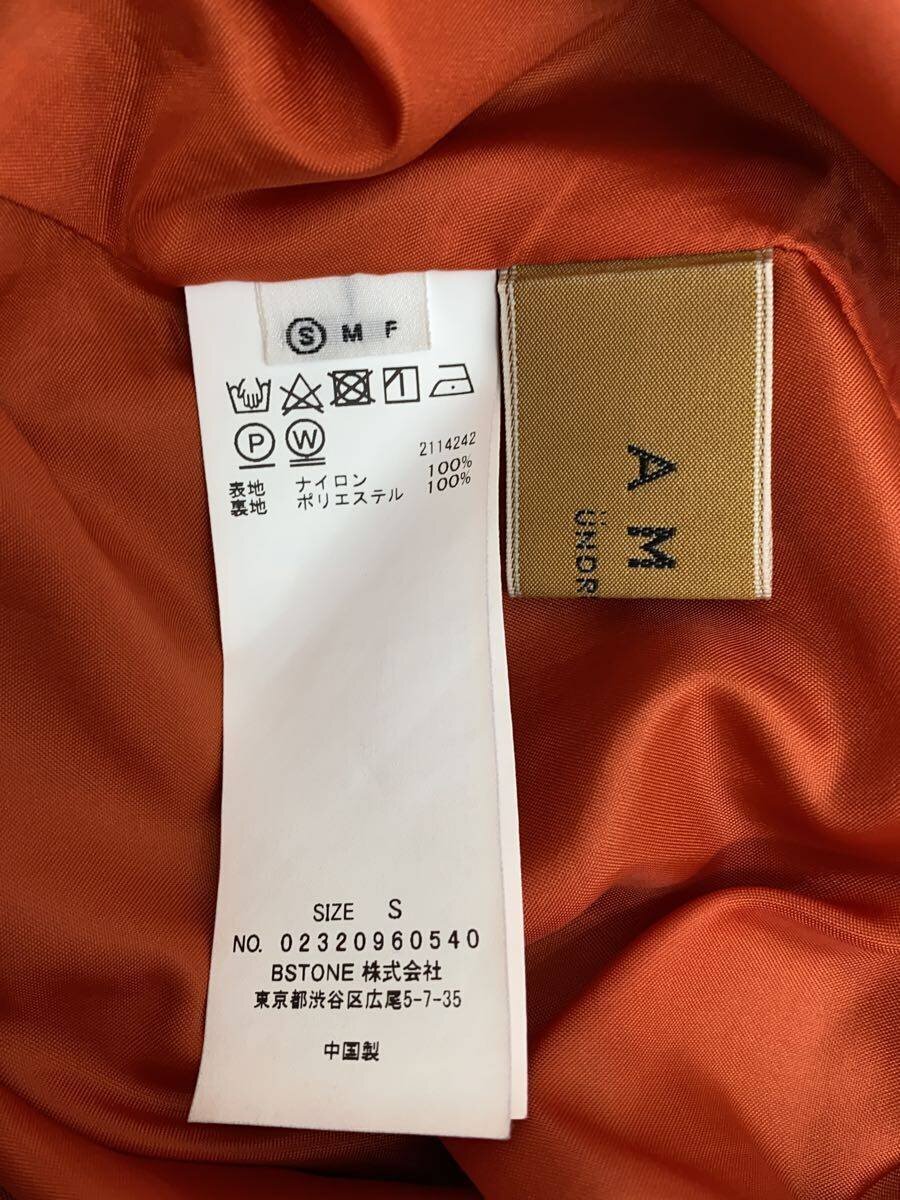 S M F
P W
2114242
表地 ナイロン 100%
裏地 ポリエステル 100%
SIZE S
NO. 02320960540
BSTONE 株式会社
東京都渋谷区広尾5-7-35
中国製
A M
UNDR